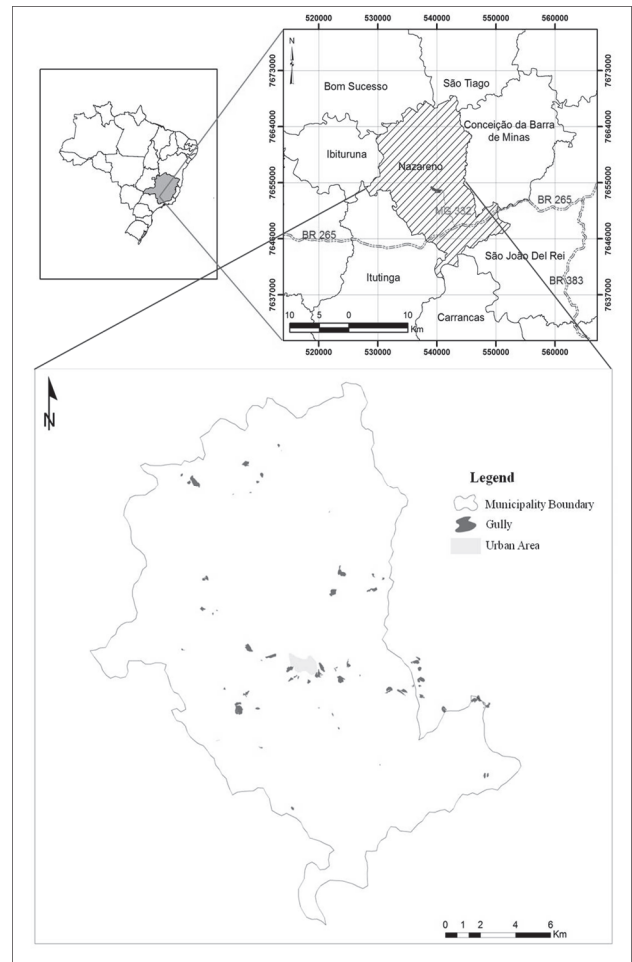 520000 530000 540000 550000 560000
N
7673000
7664000
7655000
7646000
7637000
Bom Sucesso
São Tiago
Conceição da Barra
de Minas
Ibituruna
Nazareno
MG 332
BR 265
BR 265
São João Del Rei
Itutinga
BR 383
Carrancas
10 5 0 10
Km
7673000
7664000
7655000
7646000
7637000
520000 530000 540000 550000 560000
N
Legend
Municipality Boundary
Gully
Urban Area
0 1 2 4 6
Km